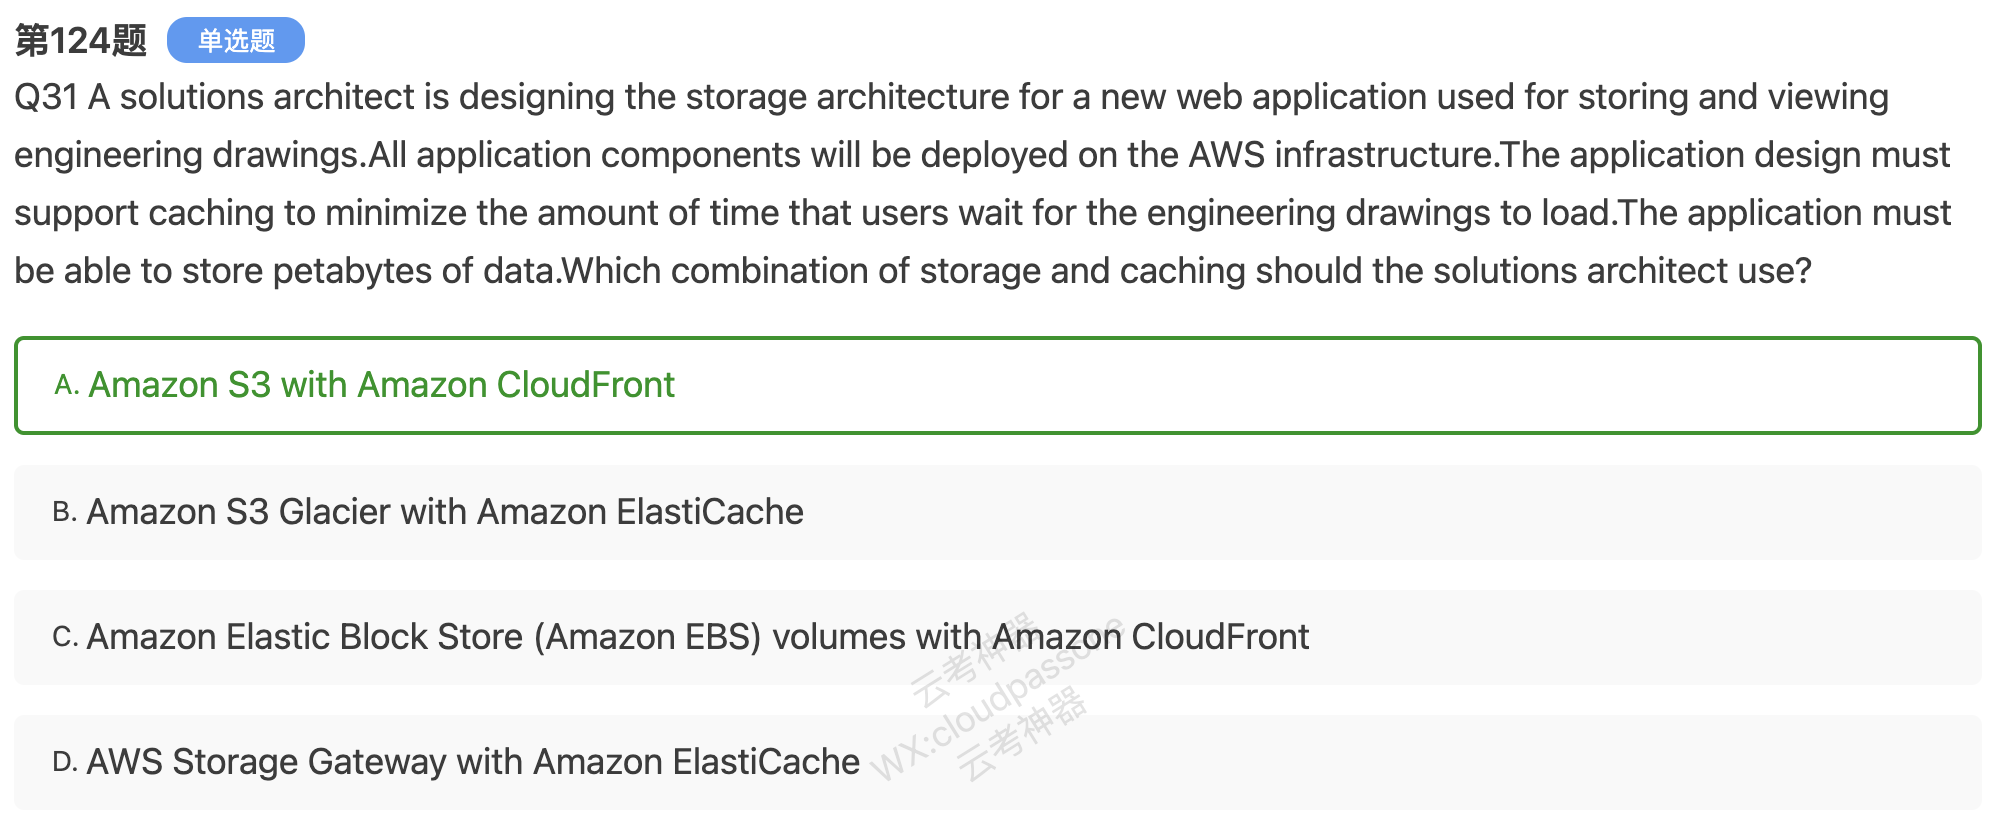 第124题 单选题
Q31 A solutions architect is designing the storage architecture for a new web application used for storing and viewing
engineering drawings.All application components will be deployed on the AWS infrastructure.The application design must
support caching to minimize the amount of time that users wait for the engineering drawings to load.The application must
be able to store petabytes of data.Which combination of storage and caching should the solutions architect use?
A. Amazon S3 with Amazon CloudFront
B. Amazon S3 Glacier with Amazon ElastiCache
C. Amazon Elastic Block Store (Amazon EBS) volumes with Amazon CloudFront
D. AWS Storage Gateway with Amazon ElastiCache
云考神器
WX:cloudpassone
云考神器